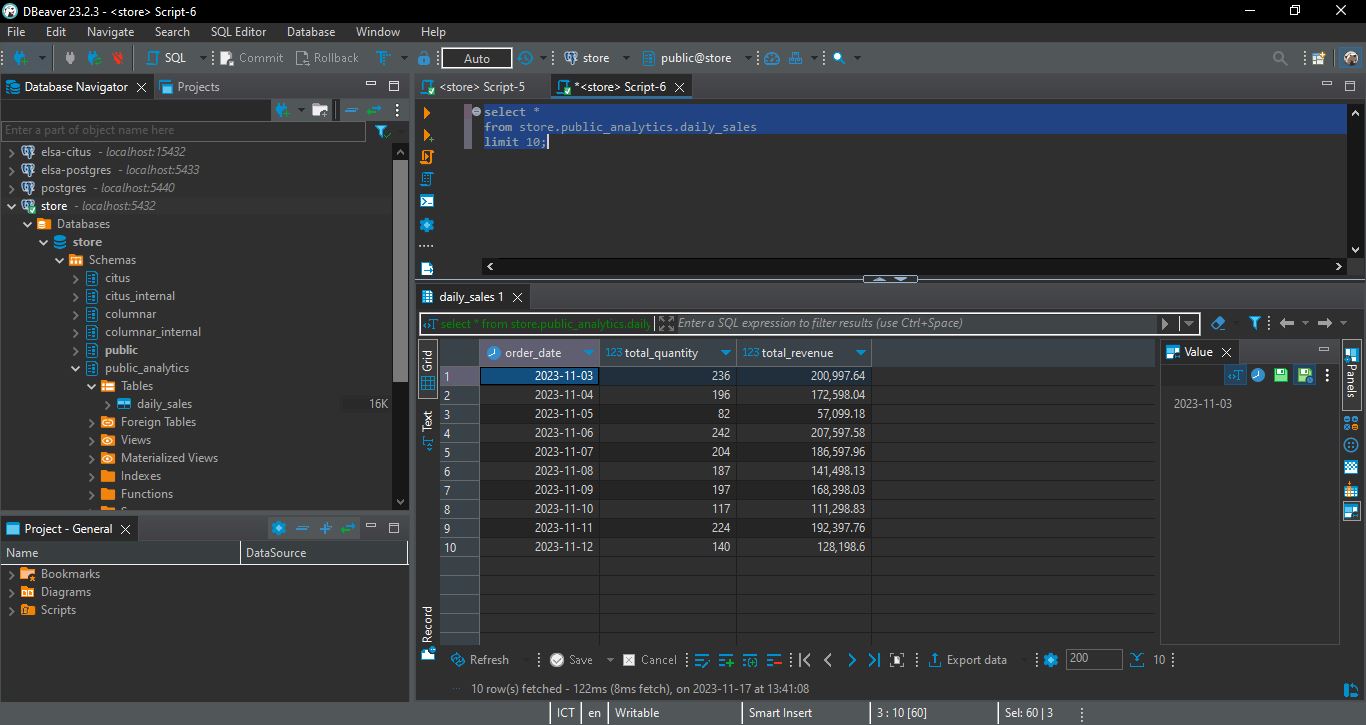 DBeaver 23.2.3 - <store> Script-6
File Edit Navigate Search SQL Editor Database Window Help
SQL Commit Rollback Auto store public@store
Database Navigator Projects
Enter a part of object name here
elsa-citus - localhost:15432
elsa-postgres - localhost:5433
postgres - localhost:5440
store - localhost:5432
Databases
store
Schemas
citus
citus_internal
columnar
columnar_internal
public
public_analytics
Tables
daily_sales 16K
Foreign Tables
Views
Materialized Views
Indexes
Functions
Project - General
Name DataSource
Bookmarks
Diagrams
Scripts
<store> Script-5 *<store> Script-6
select *
from store.public_analytics.daily_sales
limit 10;
daily_sales 1
select * from store.public_analytics.daily Enter a SQL expression to filter results (use Ctrl+Space)
Grid
Text
Record
order_date 123 total_quantity 123 total_revenue
1 2023-11-03 236 200,997.64
2 2023-11-04 196 172,598.04
3 2023-11-05 82 57,099.18
4 2023-11-06 242 207,597.58
5 2023-11-07 204 186,597.96
6 2023-11-08 187 141,498.13
7 2023-11-09 197 168,398.03
8 2023-11-10 117 111,298.83
9 2023-11-11 224 192,397.76
10 2023-11-12 140 128,198.6
Value
2023-11-03
Panels
Refresh Save Cancel Export data 200 10
10 row(s) fetched - 122ms (8ms fetch), on 2023-11-17 at 13:41:08
ICT en Writable Smart Insert 3 : 10 [60] Sel: 60 | 3